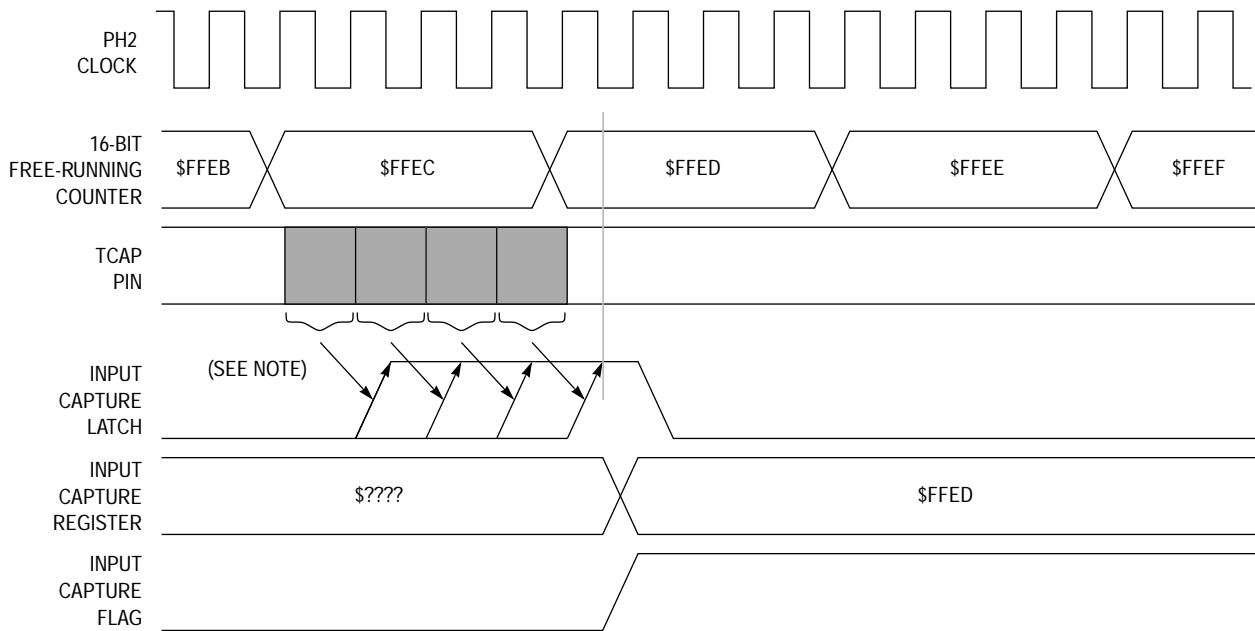 PH2
CLOCK
16-BIT
FREE-RUNNING
COUNTER
$FFEB
$FFEC
$FFED
$FFEE
$FFEF
TCAP
PIN
(SEE NOTE)
INPUT
CAPTURE
LATCH
INPUT
CAPTURE
REGISTER
$????
$FFED
INPUT
CAPTURE
FLAG